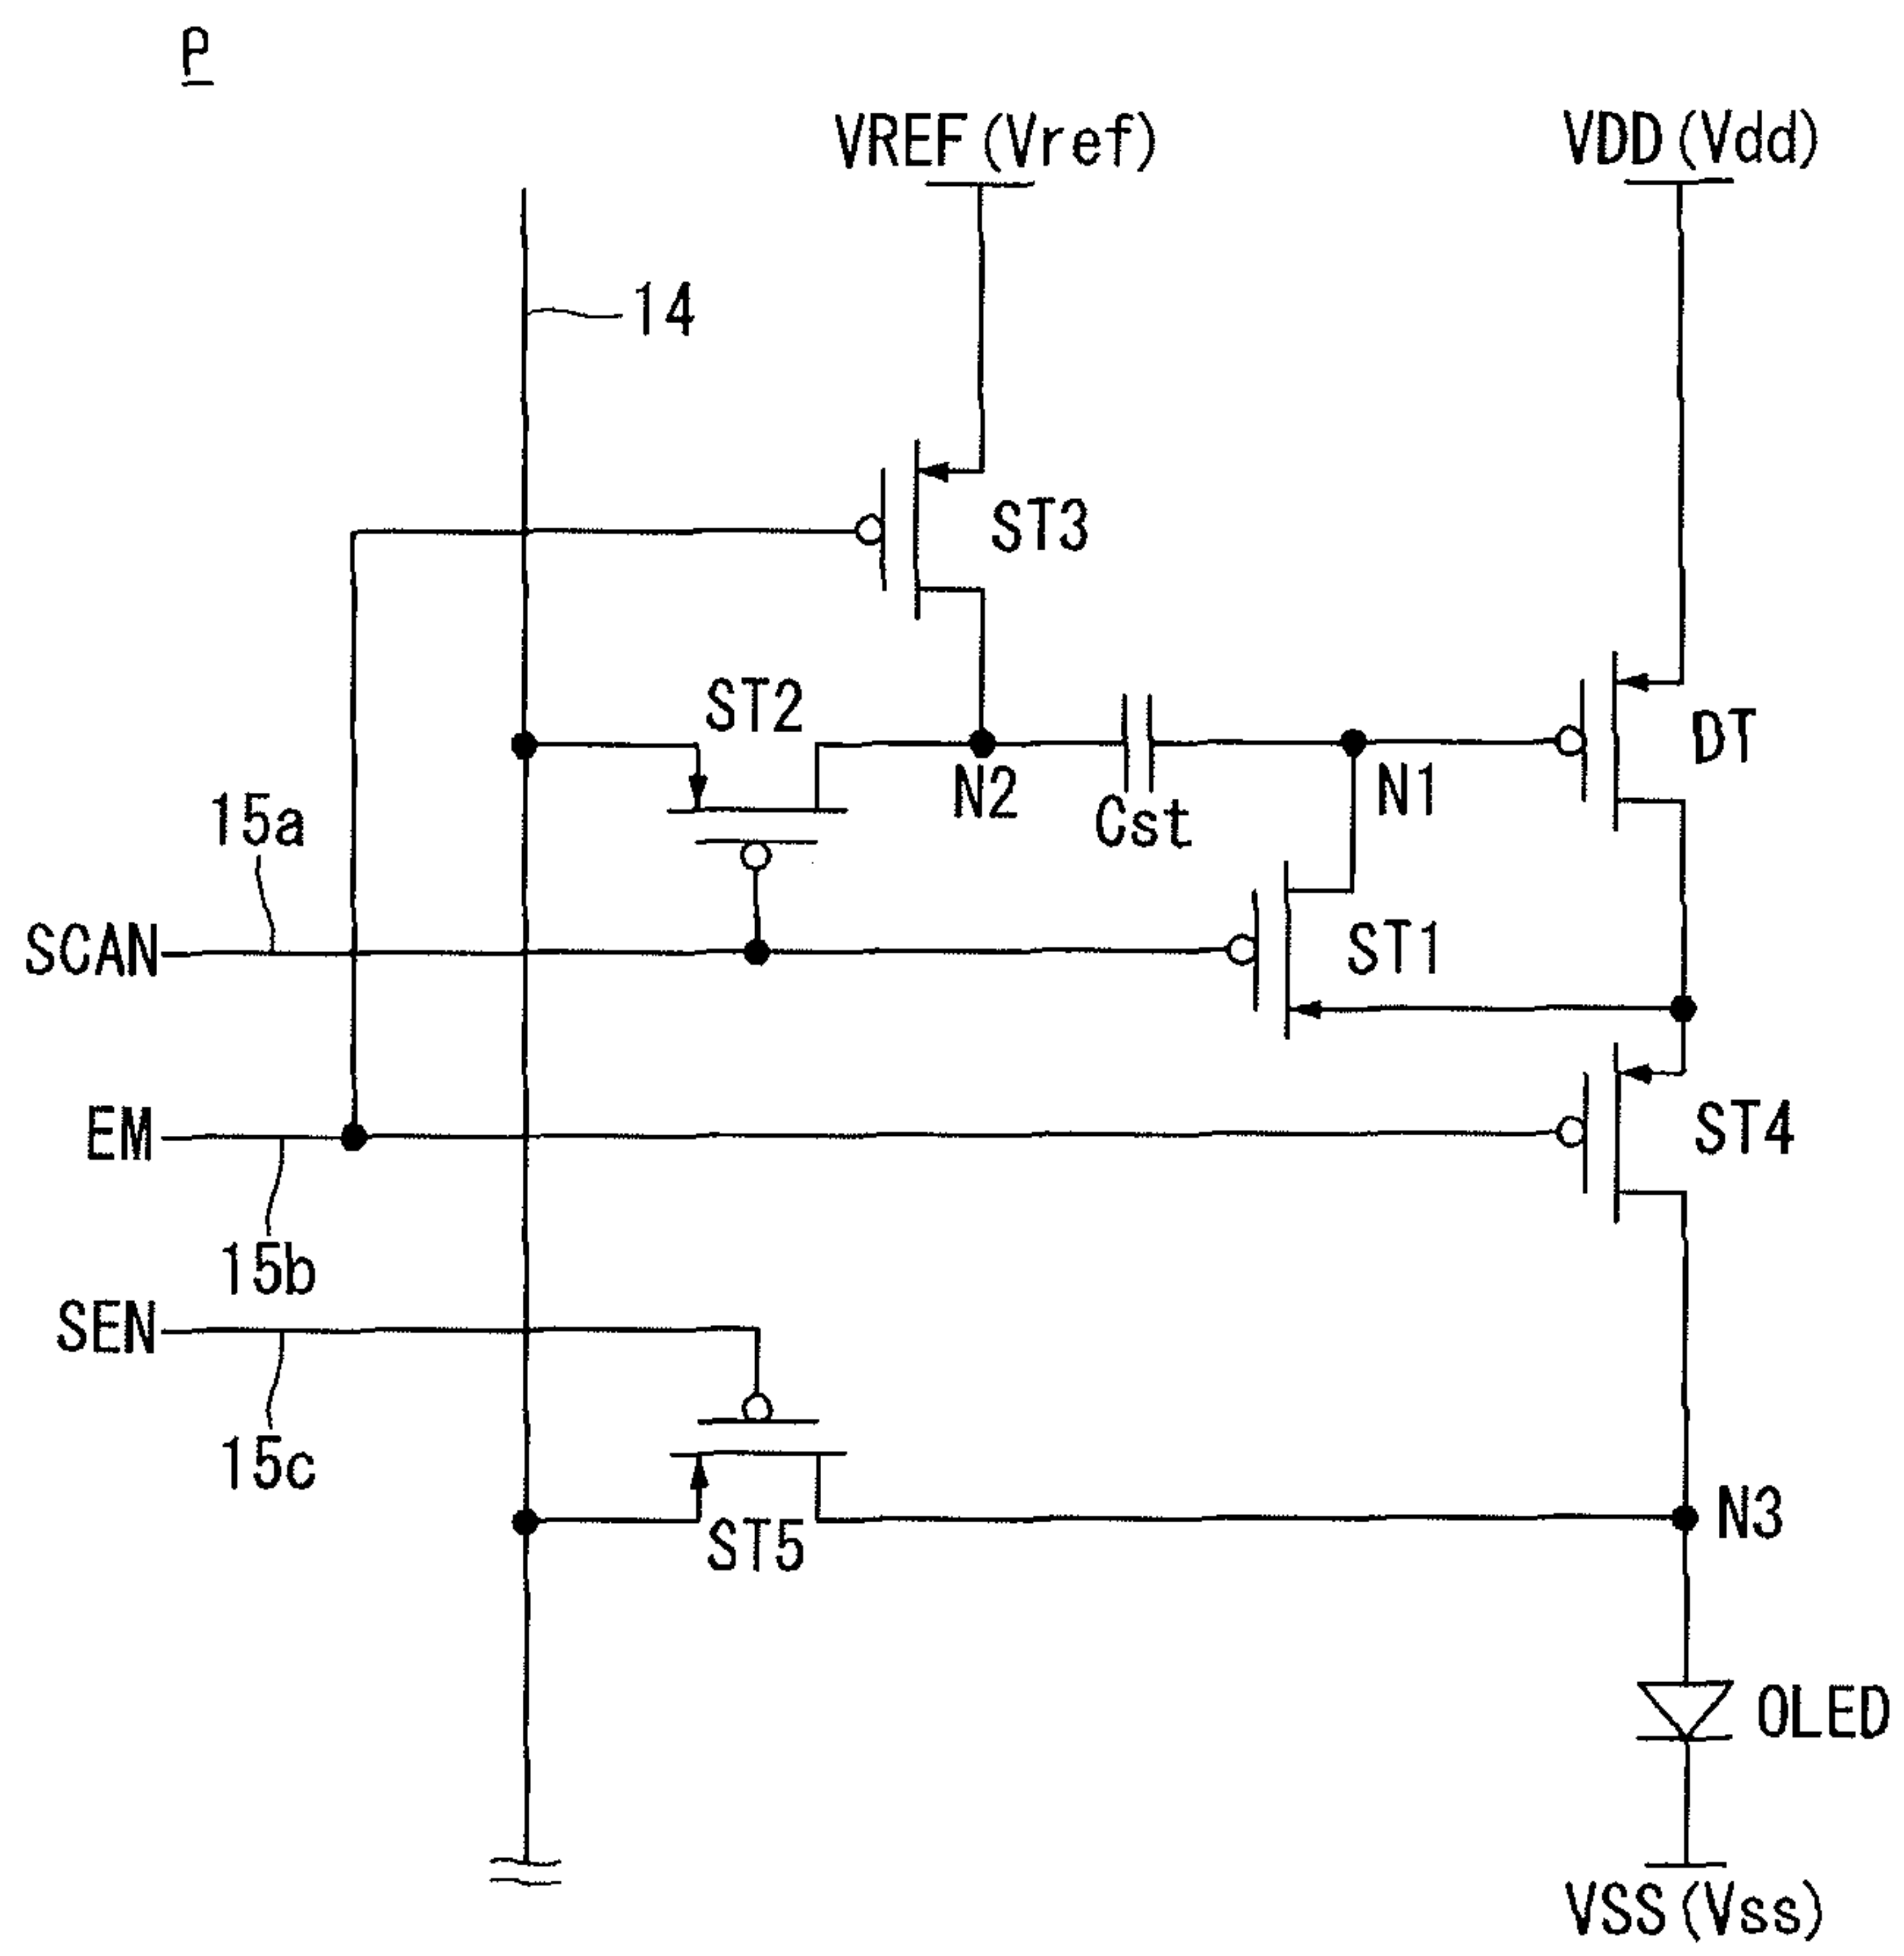 P
VREF(Vref)
VDD(Vdd)
14
ST3
ST2
DT
N2
N1
Cst
15a
SCAN
ST1
EM
ST4
15b
SEN
15c
N3
ST5
OLED
VSS(Vss)